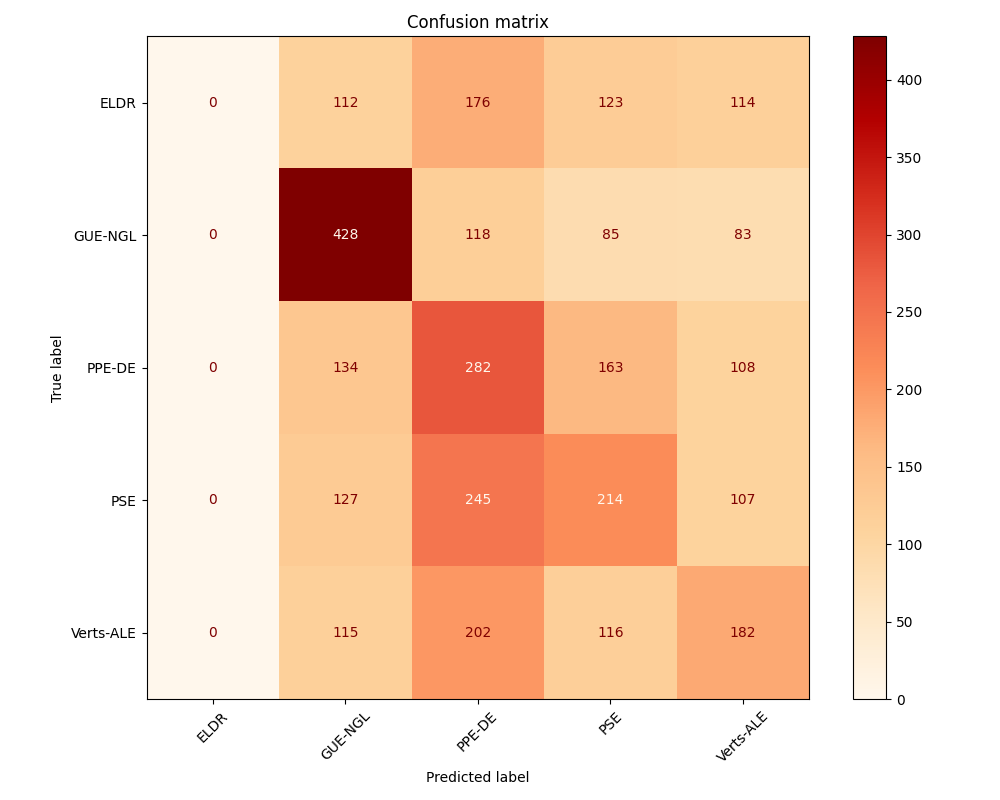 Confusion matrix
ELDR 0 112 176 123 114
GUE-NGL 0 428 118 85 83
PPE-DE 0 134 282 163 108
PSE 0 127 245 214 107
Verts-ALE 0 115 202 116 182
ELDR GUE-NGL PPE-DE PSE Verts-ALE
Predicted label
True label
400
350
300
250
200
150
100
50
0